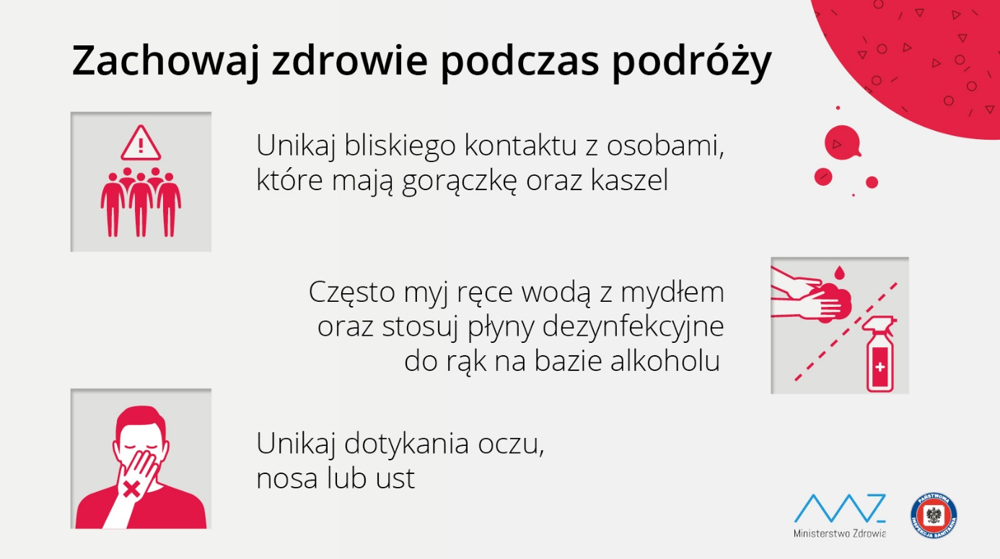 Zachowaj zdrowie podczas podróży
Unikaj bliskiego kontaktu z osobami,
które mają gorączkę oraz kaszel
Często myj ręce wodą z mydłem
oraz stosuj płyny dezynfekcyjne
do rąk na bazie alkoholu
Unikaj dotykania oczu,
nosa lub ust
Ministerstwo Zdrowia
PAŃSTWOWA
INSPEKCJA SANITARNA